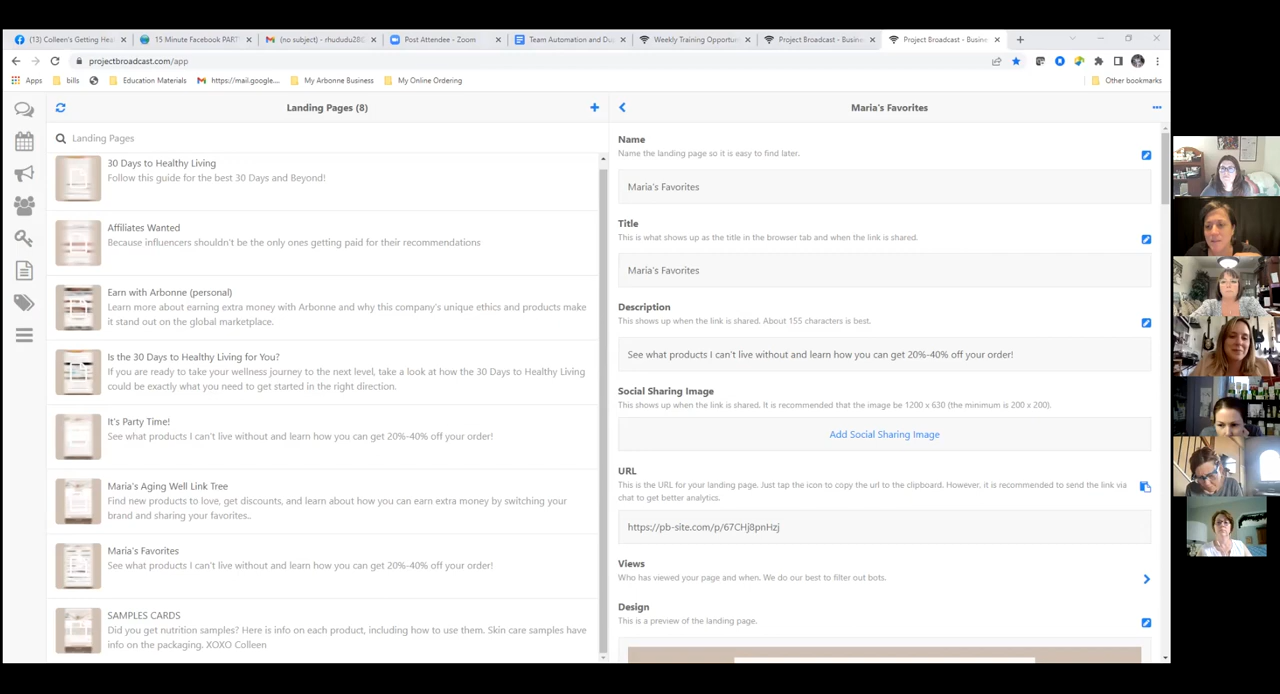 (13) Colleen's Getting Hea
15 Minute Facebook PART
(no subject) - rhududu28
Post Attendee - Zoom
Team Automation and Du
Weekly Training Opportun
Project Broadcast - Busine
Project Broadcast - Busine
projectbroadcast.com/app
Apps
bills
Education Materials
https://mail.google....
My Arbonne Business
My Online Ordering
Other bookmarks
Landing Pages (8)
Landing Pages
30 Days to Healthy Living
Follow this guide for the best 30 Days and Beyond!
Affiliates Wanted
Because influencers shouldn't be the only ones getting paid for their recommendations
Earn with Arbonne (personal)
Learn more about earning extra money with Arbonne and why this company's unique ethics and products make
it stand out on the global marketplace.
Is the 30 Days to Healthy Living for You?
If you are ready to take your wellness journey to the next level, take a look at how the 30 Days to Healthy Living
could be exactly what you need to get started in the right direction.
It's Party Time!
See what products I can't live without and learn how you can get 20%-40% off your order!
Maria's Aging Well Link Tree
Find new products to love, get discounts, and learn about how you can earn extra money by switching your
brand and sharing your favorites..
Maria's Favorites
See what products I can't live without and learn how you can get 20%-40% off your order!
SAMPLES CARDS
Did you get nutrition samples? Here is info on each product, including how to use them. Skin care samples have
info on the packaging. XOXO Colleen
Maria's Favorites
Name
Name the landing page so it is easy to find later.
Maria's Favorites
Title
This is what shows up as the title in the browser tab and when the link is shared.
Maria's Favorites
Description
This shows up when the link is shared. About 155 characters is best.
See what products I can't live without and learn how you can get 20%-40% off your order!
Social Sharing Image
This shows up when the link is shared. It is recommended that the image be 1200 x 630 (the minimum is 200 x 200).
Add Social Sharing Image
URL
This is the URL for your landing page. Just tap the icon to copy the url to the clipboard. However, it is recommended to send the link via
chat to get better analytics.
https://pb-site.com/p/67CHj8pnHzj
Views
Who has viewed your page and when. We do our best to filter out bots.
Design
This is a preview of the landing page.